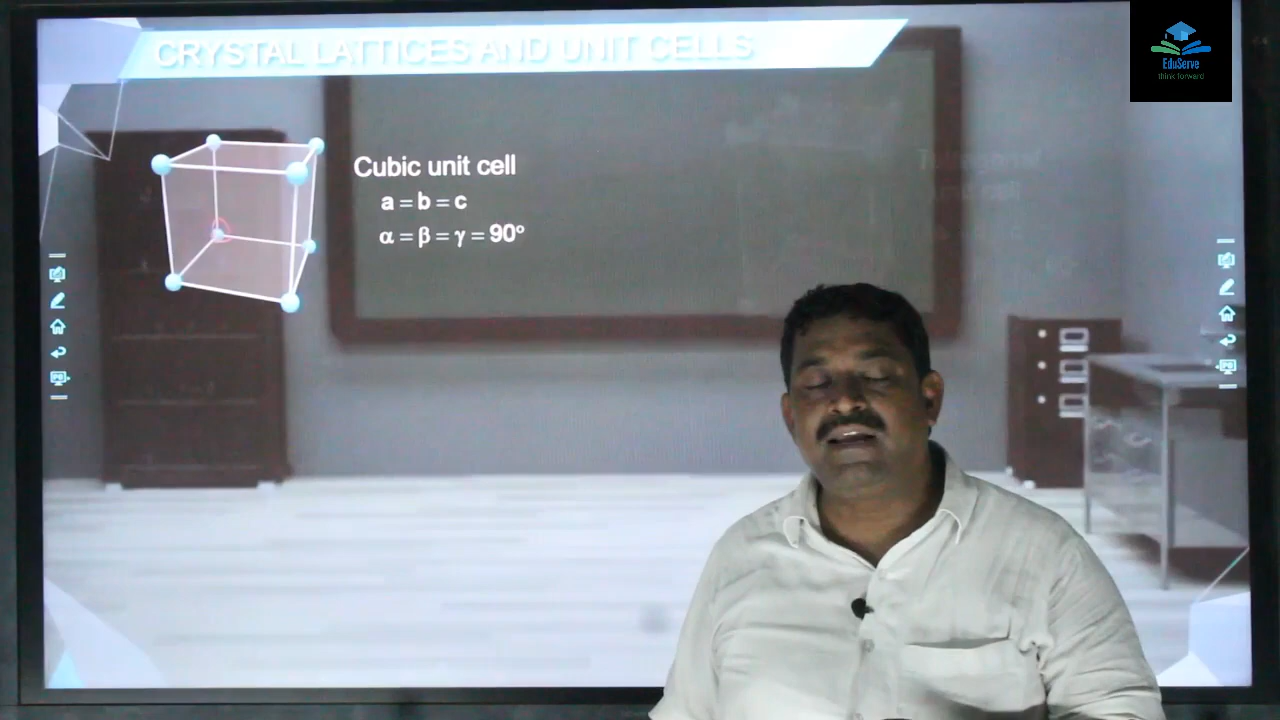 CRYSTAL LATTICES AND UNIT CELLS
EduServe
think forward
Cubic unit cell
a = b = c
α = β = γ = 90°